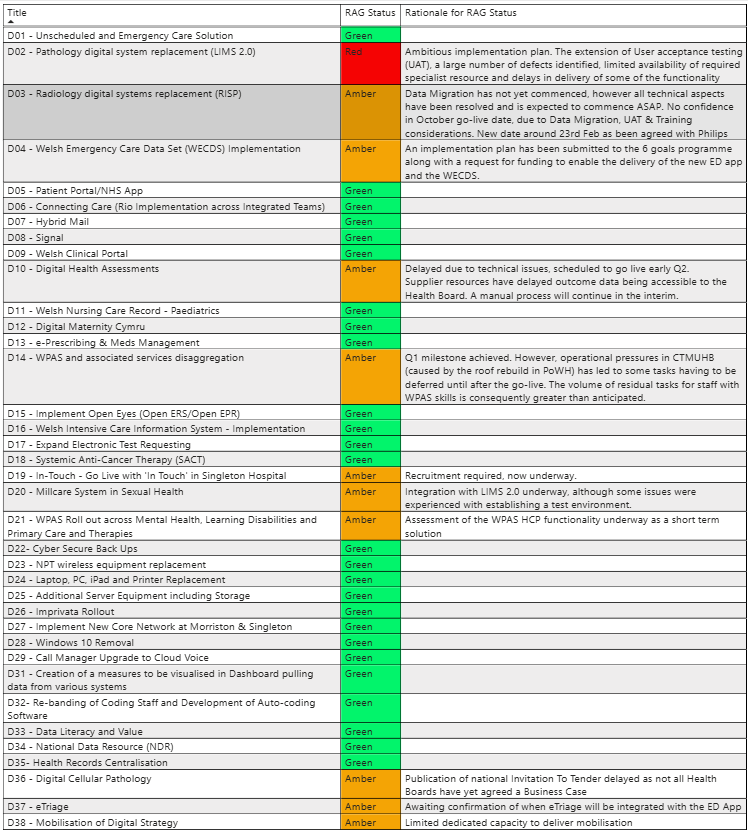 Title RAG Status Rationale for RAG Status
D01 - Unscheduled and Emergency Care Solution Green
D02 - Pathology digital system replacement (LIMS 2.0) Red Ambitious implementation plan. The extension of User acceptance testing
(UAT), a large number of defects identified, limited availability of required
specialist resource and delays in delivery of some of the functionality
D03 - Radiology digital systems replacement (RISP) Amber Data Migration has not yet commenced, however all technical aspects
have been resolved and is expected to commence ASAP. No confidence
in October go-live date, due to Data Migration, UAT & Training
considerations. New date around 23rd Feb as been agreed with Philips
D04 - Welsh Emergency Care Data Set (WECDS) Implementation Amber An implementation plan has been submitted to the 6 goals programme
along with a request for funding to enable the delivery of the new ED app
and the WECDS.
D05 - Patient Portal/NHS App Green
D06 - Connecting Care (Rio Implementation across Integrated Teams) Green
D07 - Hybrid Mail Green
D08 - Signal Green
D09 - Welsh Clinical Portal Green
D10 - Digital Health Assessments Amber Delayed due to technical issues, scheduled to go live early Q2.
Supplier resources have delayed outcome data being accessible to the
Health Board. A manual process will continue in the interim.
D11 - Welsh Nursing Care Record - Paediatrics Green
D12 - Digital Maternity Cymru Green
D13 - e-Prescribing & Meds Management Green
D14 - WPAS and associated services disaggregation Amber Q1 milestone achieved. However, operational pressures in CTMUHB
(caused by the roof rebuild in PoWH) has led to some tasks having to be
deferred until after the go-live. The volume of residual tasks for staff with
WPAS skills is consequently greater than anticipated.
D15 - Implement Open Eyes (Open ERS/Open EPR) Green
D16 - Welsh Intensive Care Information System - Implementation Green
D17 - Expand Electronic Test Requesting Green
D18 - Systemic Anti-Cancer Therapy (SACT) Green
D19 - In-Touch - Go Live with 'In Touch' in Singleton Hospital Amber Recruitment required, now underway.
D20 - Millcare System in Sexual Health Amber Integration with LIMS 2.0 underway, although some issues were
experienced with establishing a test environment.
D21 - WPAS Roll out across Mental Health, Learning Disabilities and Amber Assessment of the WPAS HCP functionality underway as a short term
Primary Care and Therapies solution
D22- Cyber Secure Back Ups Green
D23 - NPT wireless equipment replacement Green
D24 - Laptop, PC, iPad and Printer Replacement Green
D25 - Additional Server Equipment including Storage Green
D26 - Imprivata Rollout Green
D27 - Implement New Core Network at Morriston & Singleton Green
D28 - Windows 10 Removal Green
D29 - Call Manager Upgrade to Cloud Voice Green
D31 - Creation of a measures to be visualised in Dashboard pulling Green
data from various systems
D32- Re-banding of Coding Staff and Development of Auto-coding Green
Software
D33 - Data Literacy and Value Green
D34 - National Data Resource (NDR) Green
D35- Health Records Centralisation Green
D36 - Digital Cellular Pathology Amber Publication of national Invitation To Tender delayed as not all Health
Boards have yet agreed a Business Case
D37 - eTriage Amber Awaiting confirmation of when eTriage will be integrated with the ED App
D38 - Mobilisation of Digital Strategy Amber Limited dedicated capacity to deliver mobilisation